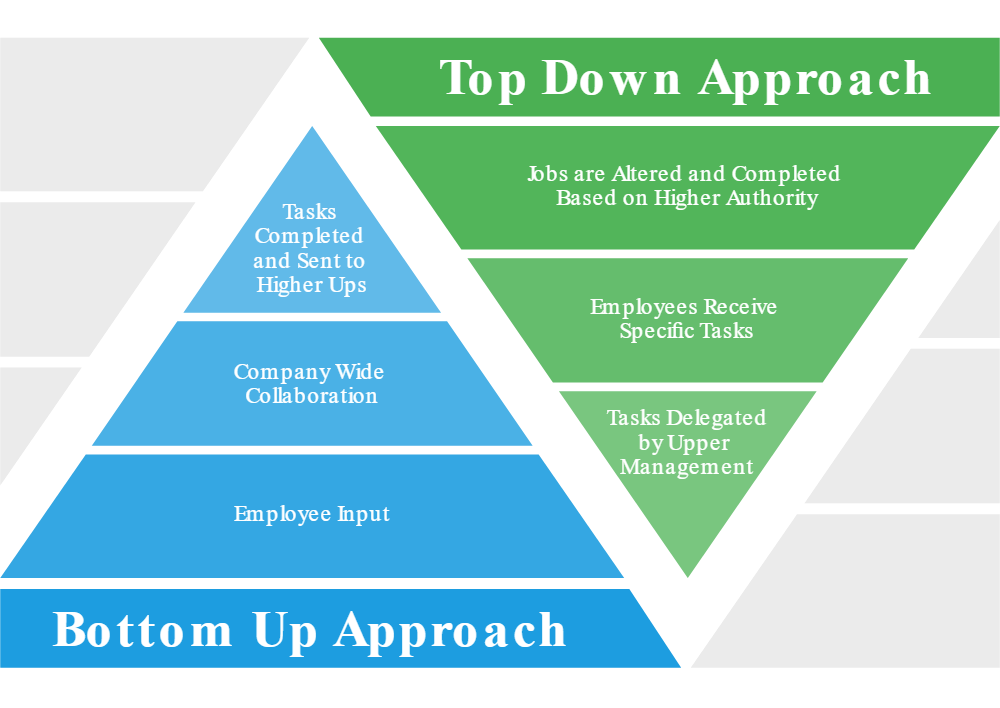 Top Down Approach
Jobs are Altered and Completed
Based on Higher Authority
Employees Receive
Specific Tasks
Tasks Delegated
by Upper
Management
Tasks
Completed
and Sent to
Higher Ups
Company Wide
Collaboration
Employee Input
Bottom Up Approach